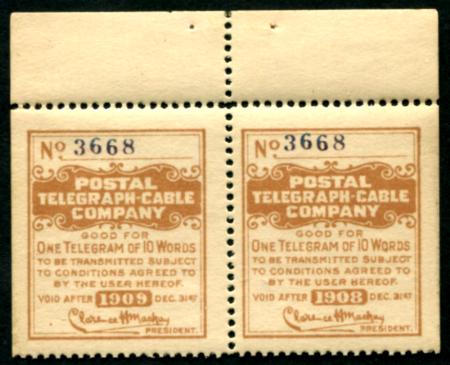 No 3668
POSTAL
TELEGRAPH-CABLE
COMPANY
GOOD FOR
ONE TELEGRAM OF 10 WORDS
TO BE TRANSMITTED SUBJECT
TO CONDITIONS AGREED TO
BY THE USER HEREOF.
VOID AFTER 1909 DEC. 31ST
Clarence H Mackay
PRESIDENT.
No 3668
POSTAL
TELEGRAPH-CABLE
COMPANY
GOOD FOR
ONE TELEGRAM OF 10 WORDS
TO BE TRANSMITTED SUBJECT
TO CONDITIONS AGREED TO
BY THE USER HEREOF.
VOID AFTER 1908 DEC. 31ST
Clarence H Mackay
PRESIDENT.